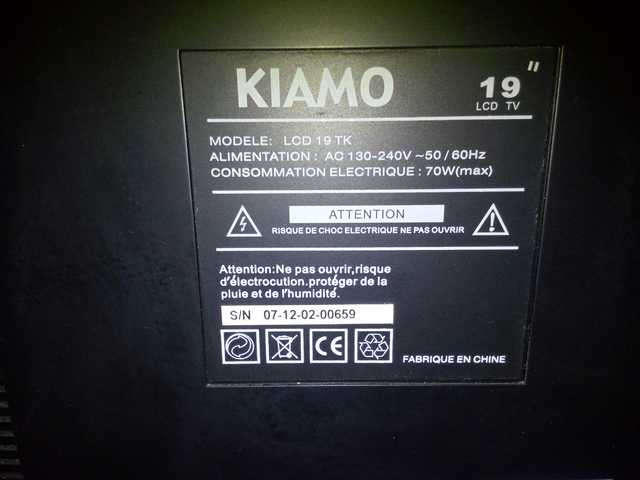 KIAMO
19"
LCD TV
MODELE: LCD 19 TK
ALIMENTATION : AC 130-240V ~50 / 60Hz
CONSOMMATION ELECTRIQUE : 70W(max)
ATTENTION
RISQUE DE CHOC ELECTRIQUE NE PAS OUVRIR
Attention:Ne pas ouvrir,risque
d'électrocution.protéger de la
pluie et de l'humidité.
S/N 07-12-02-00659
CE
FABRIQUE EN CHINE